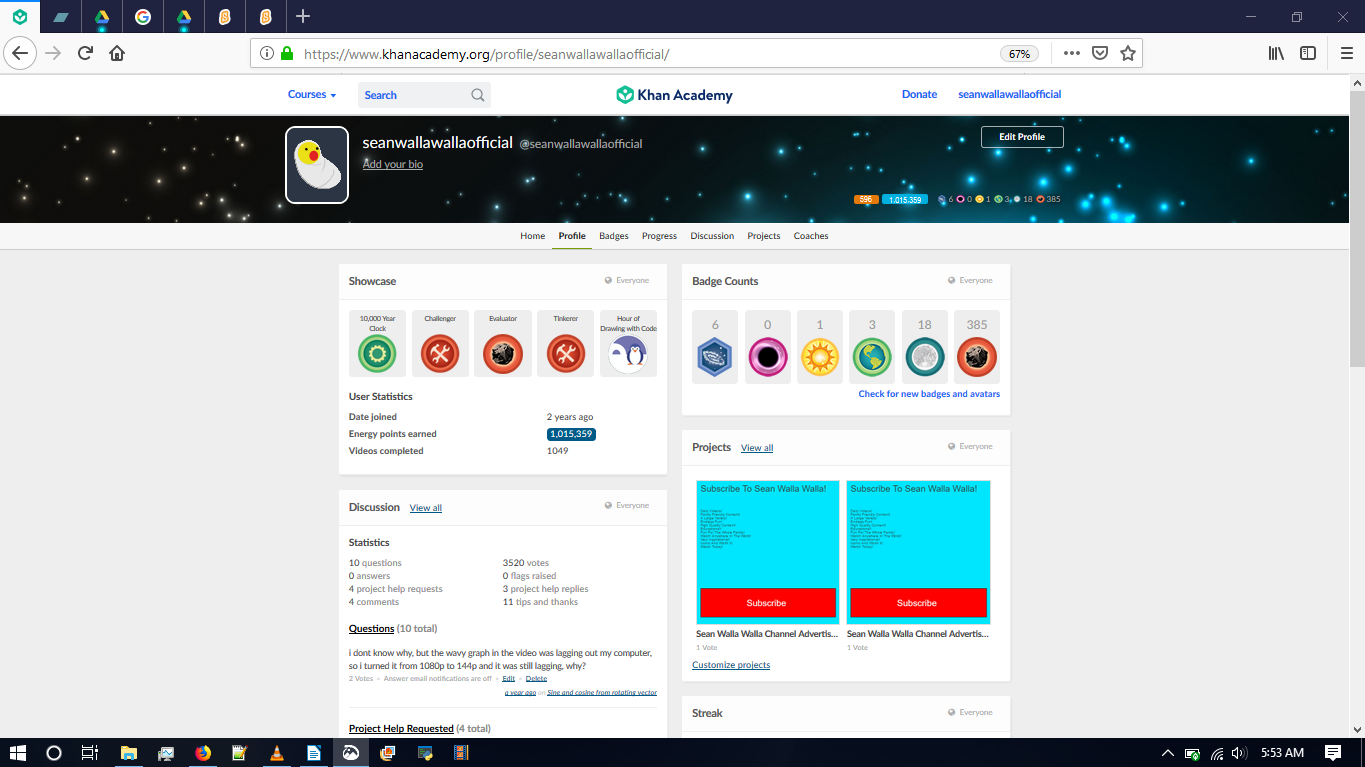 https://www.khanacademy.org/profile/seanwallawallaofficial/
67%
Courses
Search
Khan Academy
Donate
seanwallawallaofficial
seanwallawallaofficial @seanwallawallaofficial
Add your bio
Edit Profile
596 1,015,359 6 0 1 3 18 385
Home Profile Badges Progress Discussion Projects Coaches
Showcase
Everyone
10,000 Year
Clock
Challenger
Evaluator
Tinkerer
Hour of
Drawing with Code
User Statistics
Date joined 2 years ago
Energy points earned 1,015,359
Videos completed 1049
Discussion View all
Everyone
Statistics
10 questions 3520 votes
0 answers 0 flags raised
4 project help requests 3 project help replies
4 comments 11 tips and thanks
Questions (10 total)
i dont know why, but the wavy graph in the video was lagging out my computer,
so i turned it from 1080p to 144p and it was still lagging, why?
2 Votes • Answer email notifications are off • Edit • Delete
a year ago on Sine and cosine from rotating vector
Project Help Requested (4 total)
Badge Counts
Everyone
6 0 1 3 18 385
Check for new badges and avatars
Projects View all
Everyone
Subscribe To Sean Walla Walla!
Subscribe
Sean Walla Walla Channel Advertis...
1 Vote
Subscribe To Sean Walla Walla!
Subscribe
Sean Walla Walla Channel Advertis...
1 Vote
Customize projects
Streak
Everyone
5:53 AM